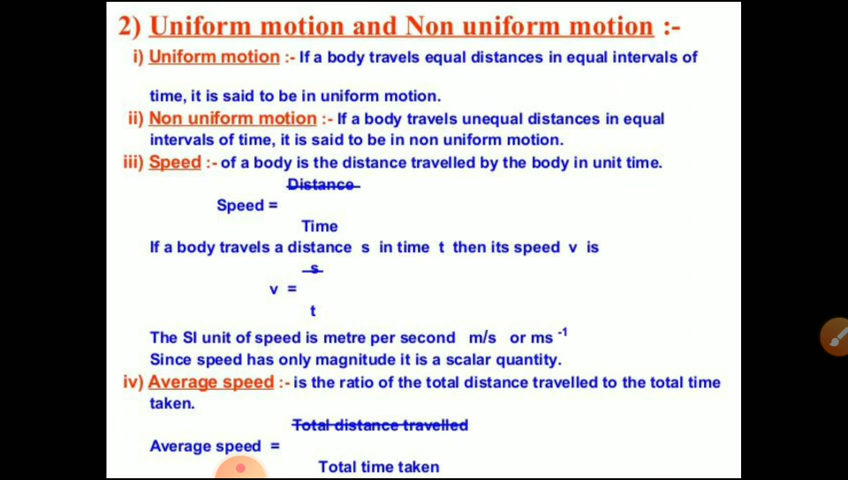 2) Uniform motion and Non uniform motion :-
i) Uniform motion :- If a body travels equal distances in equal intervals of
time, it is said to be in uniform motion.
ii) Non uniform motion :- If a body travels unequal distances in equal
intervals of time, it is said to be in non uniform motion.
iii) Speed :- of a body is the distance travelled by the body in unit time.
Distance
Speed =
Time
If a body travels a distance s in time t then its speed v is
s
v =
t
The SI unit of speed is metre per second m/s or ms -1
Since speed has only magnitude it is a scalar quantity.
iv) Average speed :- is the ratio of the total distance travelled to the total time
taken.
Total distance travelled
Average speed =
Total time taken